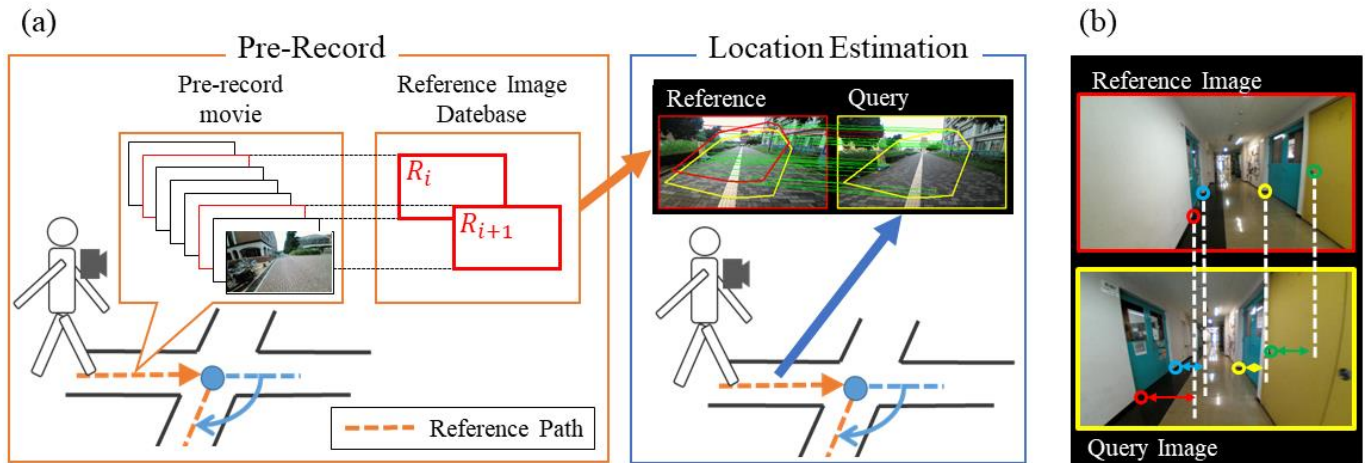 (a)
Pre-Record
Pre-record
movie
Reference Image
Datebase
R_i
R_{i+1}
Reference Path
Location Estimation
Reference Query
(b)
Reference Image
Query Image